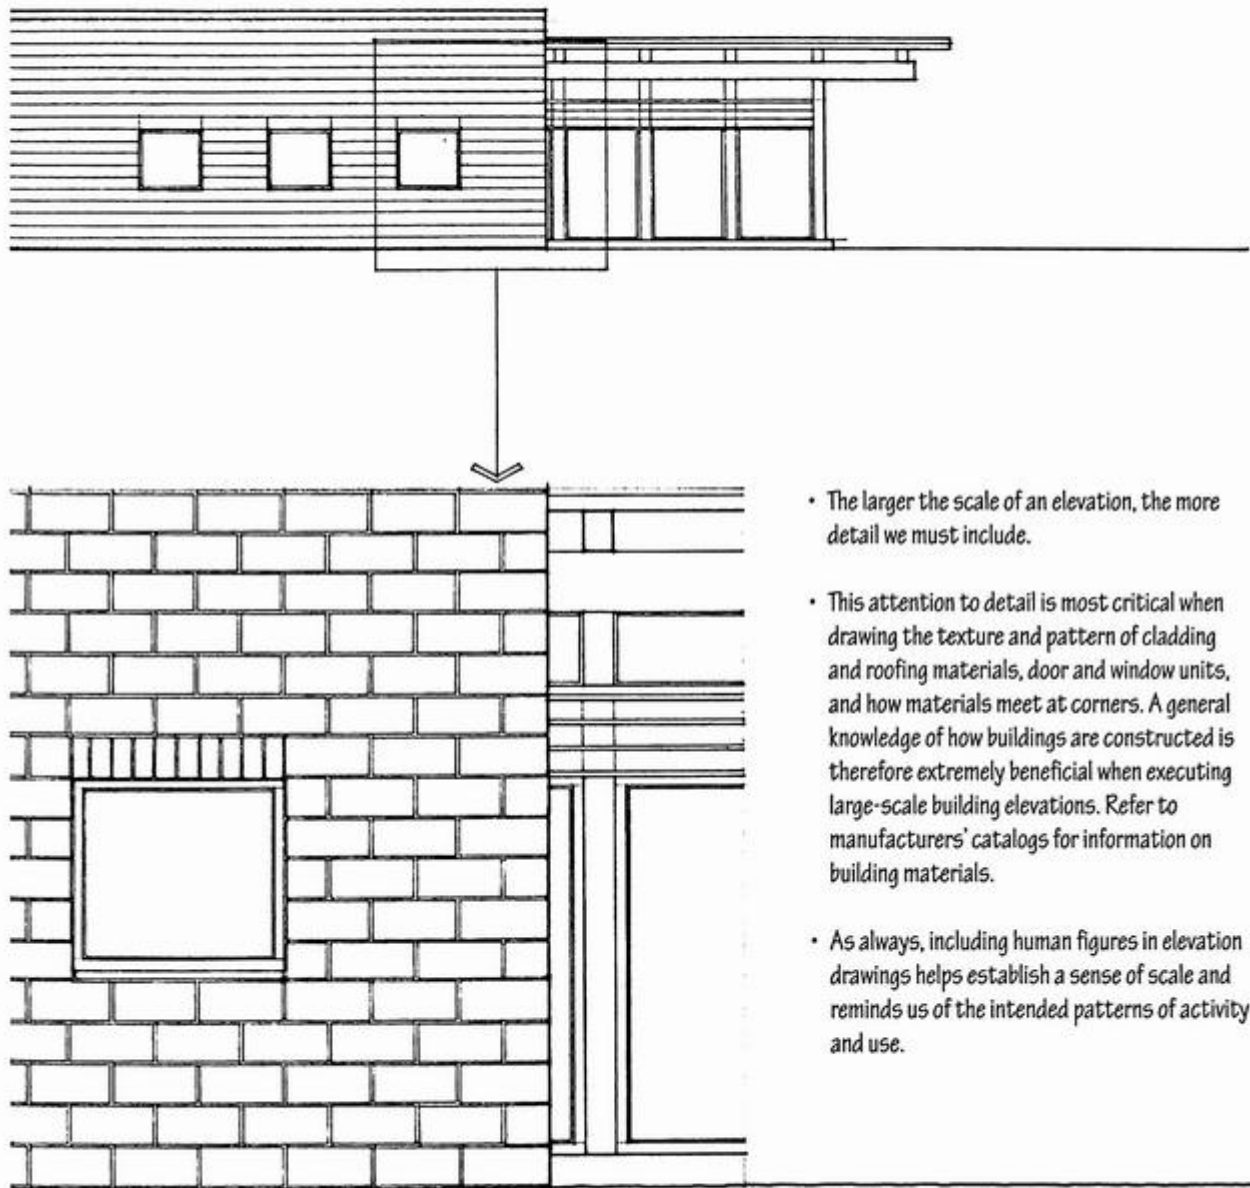 • The larger the scale of an elevation, the more
detail we must include.
• This attention to detail is most critical when
drawing the texture and pattern of cladding
and roofing materials, door and window units,
and how materials meet at corners. A general
knowledge of how buildings are constructed is
therefore extremely beneficial when executing
large-scale building elevations. Refer to
manufacturers' catalogs for information on
building materials.
• As always, including human figures in elevation
drawings helps establish a sense of scale and
reminds us of the intended patterns of activity
and use.